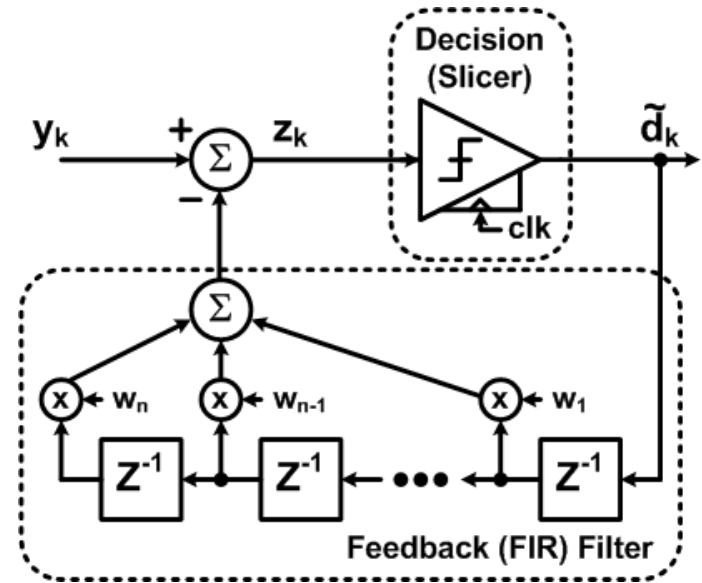 Decision
(Slicer)
yₖ
+
Σ
zₖ
d̃ₖ
−
clk
Σ
x
wₙ
x
wₙ₋₁
x
w₁
Z⁻¹
Z⁻¹
•••
Z⁻¹
Feedback (FIR) Filter